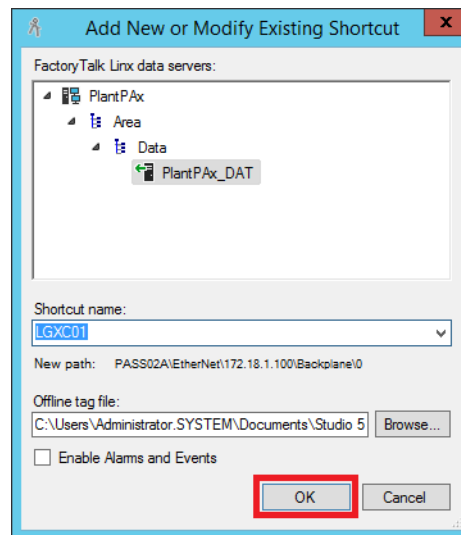 Add New or Modify Existing Shortcut
x
FactoryTalk Linx data servers:
PlantPAx
Area
Data
PlantPAx_DAT
Shortcut name:
LGXC01
New path: PASS02A\EtherNet\172.18.1.100\Backplane\0
Offline tag file:
C:\Users\Administrator.SYSTEM\Documents\Studio 5 Browse...
Enable Alarms and Events
OK Cancel